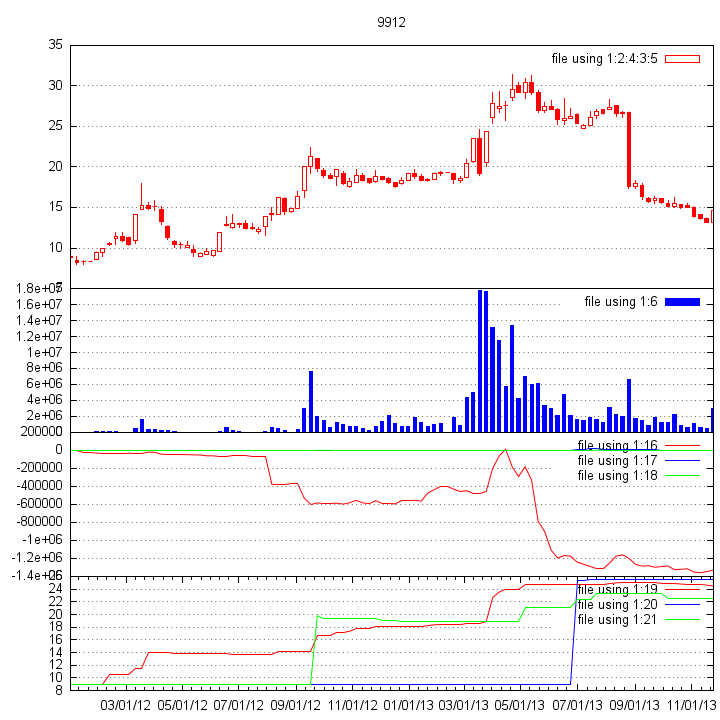 9912
35
file using 1:2:4:3:5
30
25
20
15
10
5
1.8e+07
file using 1:6
1.6e+07
1.4e+07
1.2e+07
1e+07
8e+06
6e+06
4e+06
2e+06
0
200000
file using 1:16
0
file using 1:17
-200000
file using 1:18
-400000
-600000
-800000
-1e+06
-1.2e+06
-1.4e+06
26
24
file using 1:19
22
file using 1:20
20
file using 1:21
18
16
14
12
10
8
03/01/12 05/01/12 07/01/12 09/01/12 11/01/12 01/01/13 03/01/13 05/01/13 07/01/13 09/01/13 11/01/13